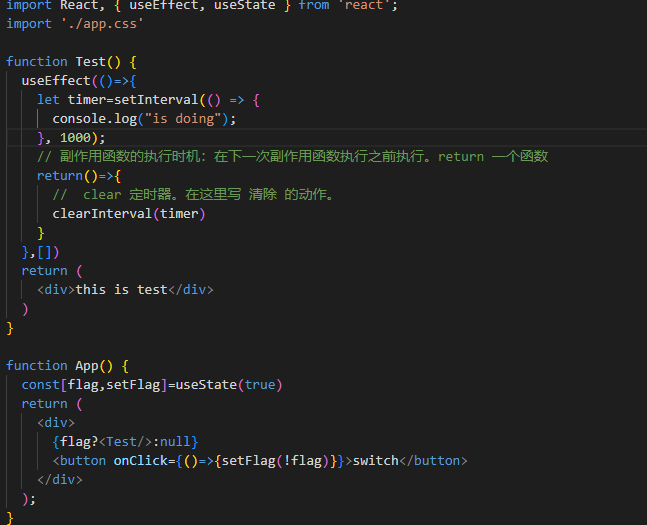 import React, { useEffect, useState } from 'react';
import './app.css'
function Test() {
useEffect(()=>{
let timer=setInterval(() => {
console.log("is doing");
}, 1000);
// 副作用函数的执行时机: 在下一次副作用函数执行之前执行。return 一个函数
return()=>{
//  clear 定时器。在这里写 清除 的动作。
clearInterval(timer)
}
},[])
return (
<div>this is test</div>
)
}
function App() {
const[flag,setFlag]=useState(true)
return (
<div>
{flag?<Test/>:null}
<button onClick={()=>{setFlag(!flag)}}>switch</button>
</div>
);
}